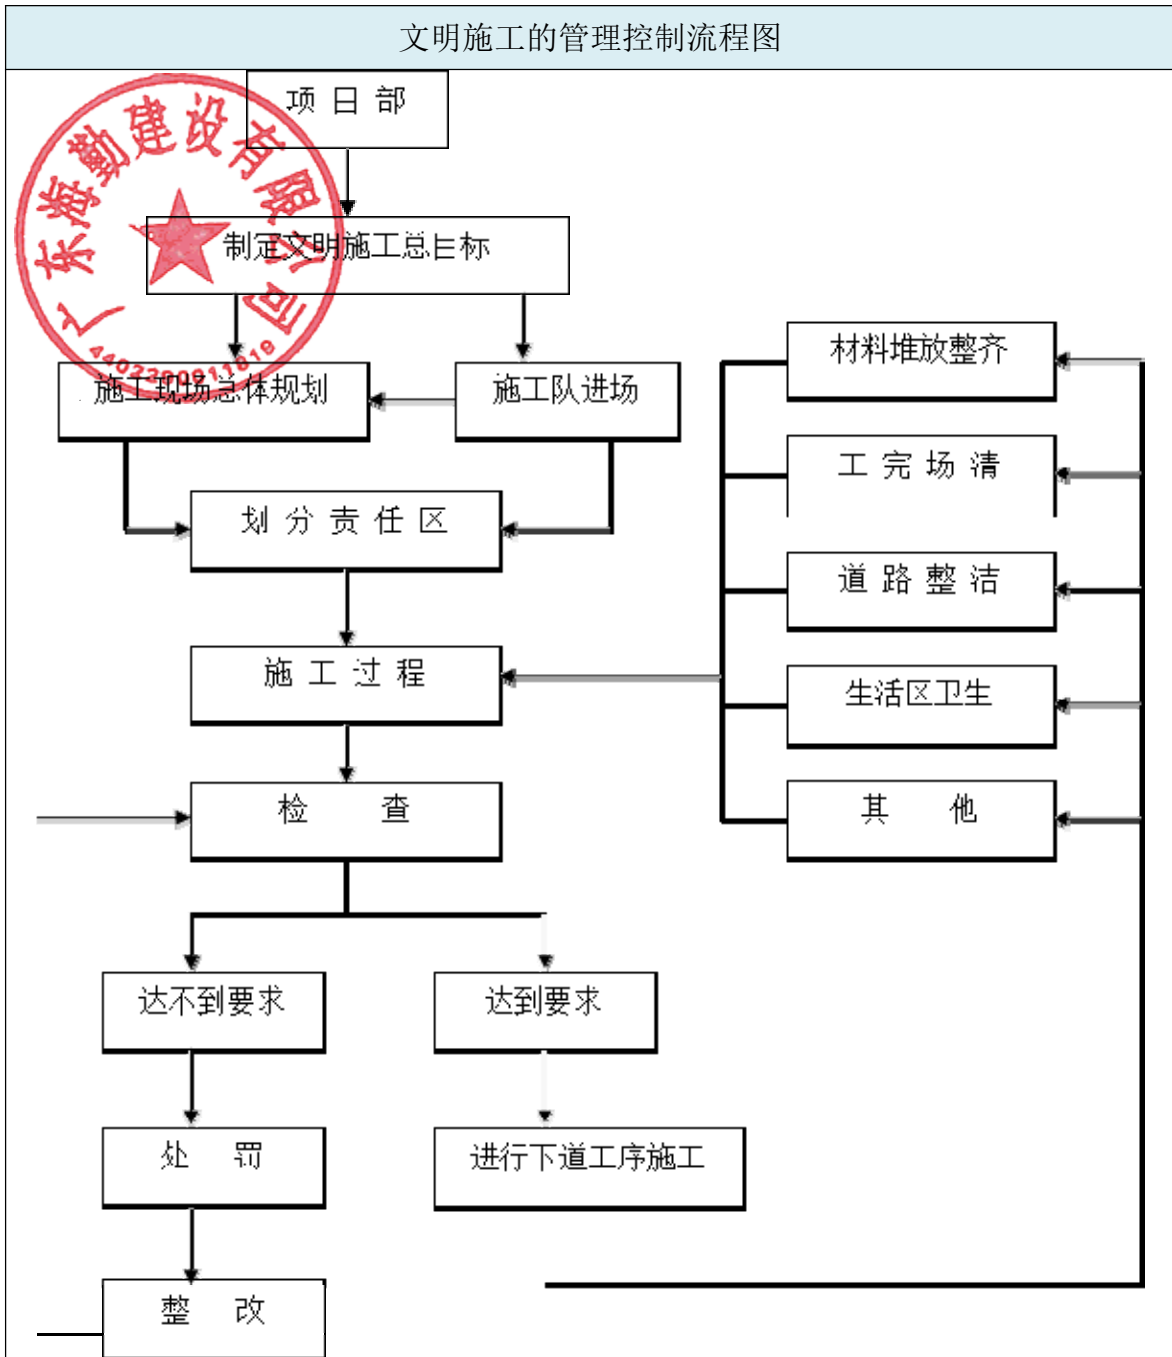 文明施工的管理控制流程图
项日部
广东海勤建设有限公司
制定文明施工总目标
4402290011819
施工现场总体规划
施工队进场
材料堆放整齐
工完场清
划分责任区
道路整洁
施工过程
生活区卫生
检查
其他
达不到要求
达到要求
处罚
进行下道工序施工
整改